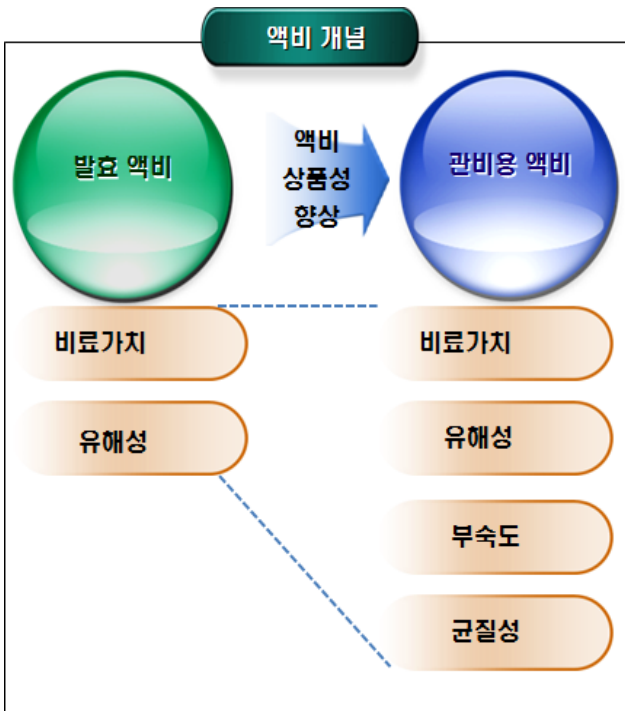 액비 개념
발효 액비
액비
상품성
향상
관비용 액비
비료가치
유해성
비료가치
유해성
부숙도
균질성